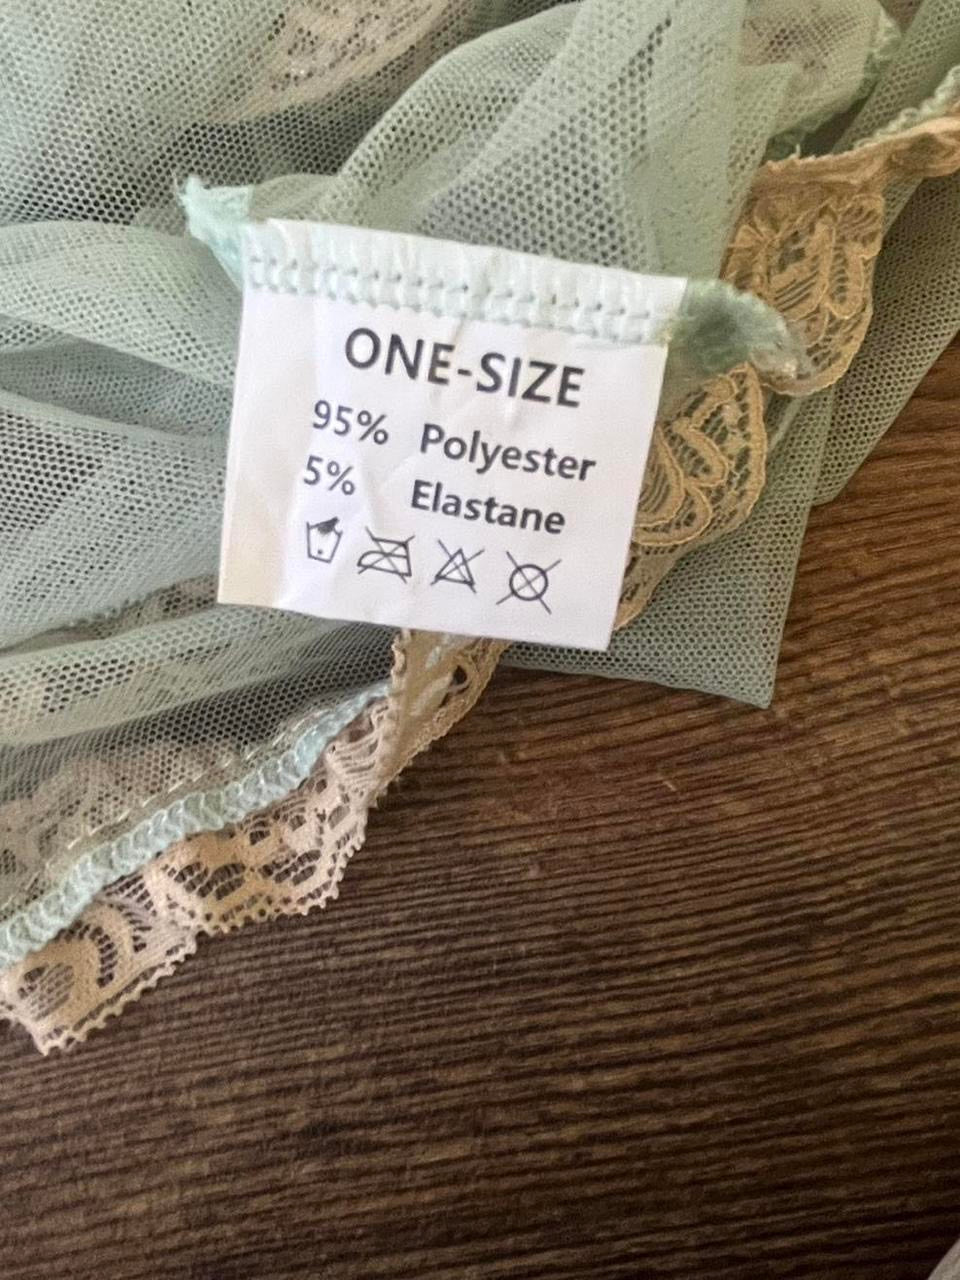 ONE-SIZE
95% Polyester
5% Elastane